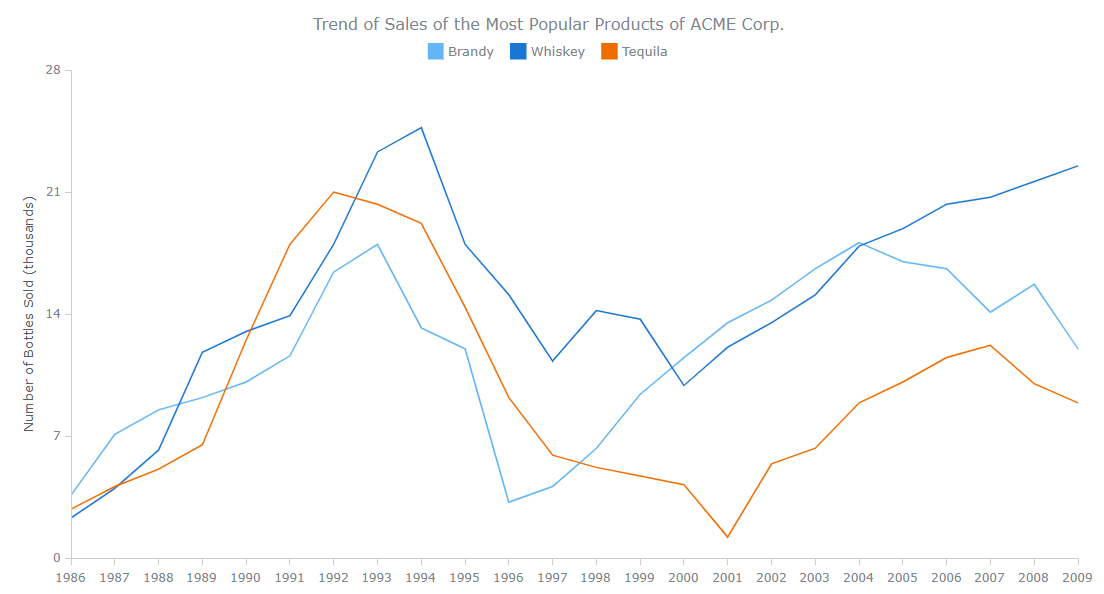 Trend of Sales of the Most Popular Products of ACME Corp.
Brandy Whiskey Tequila
Number of Bottles Sold (thousands)
28
21
14
7
0
1986 1987 1988 1989 1990 1991 1992 1993 1994 1995 1996 1997 1998 1999 2000 2001 2002 2003 2004 2005 2006 2007 2008 2009